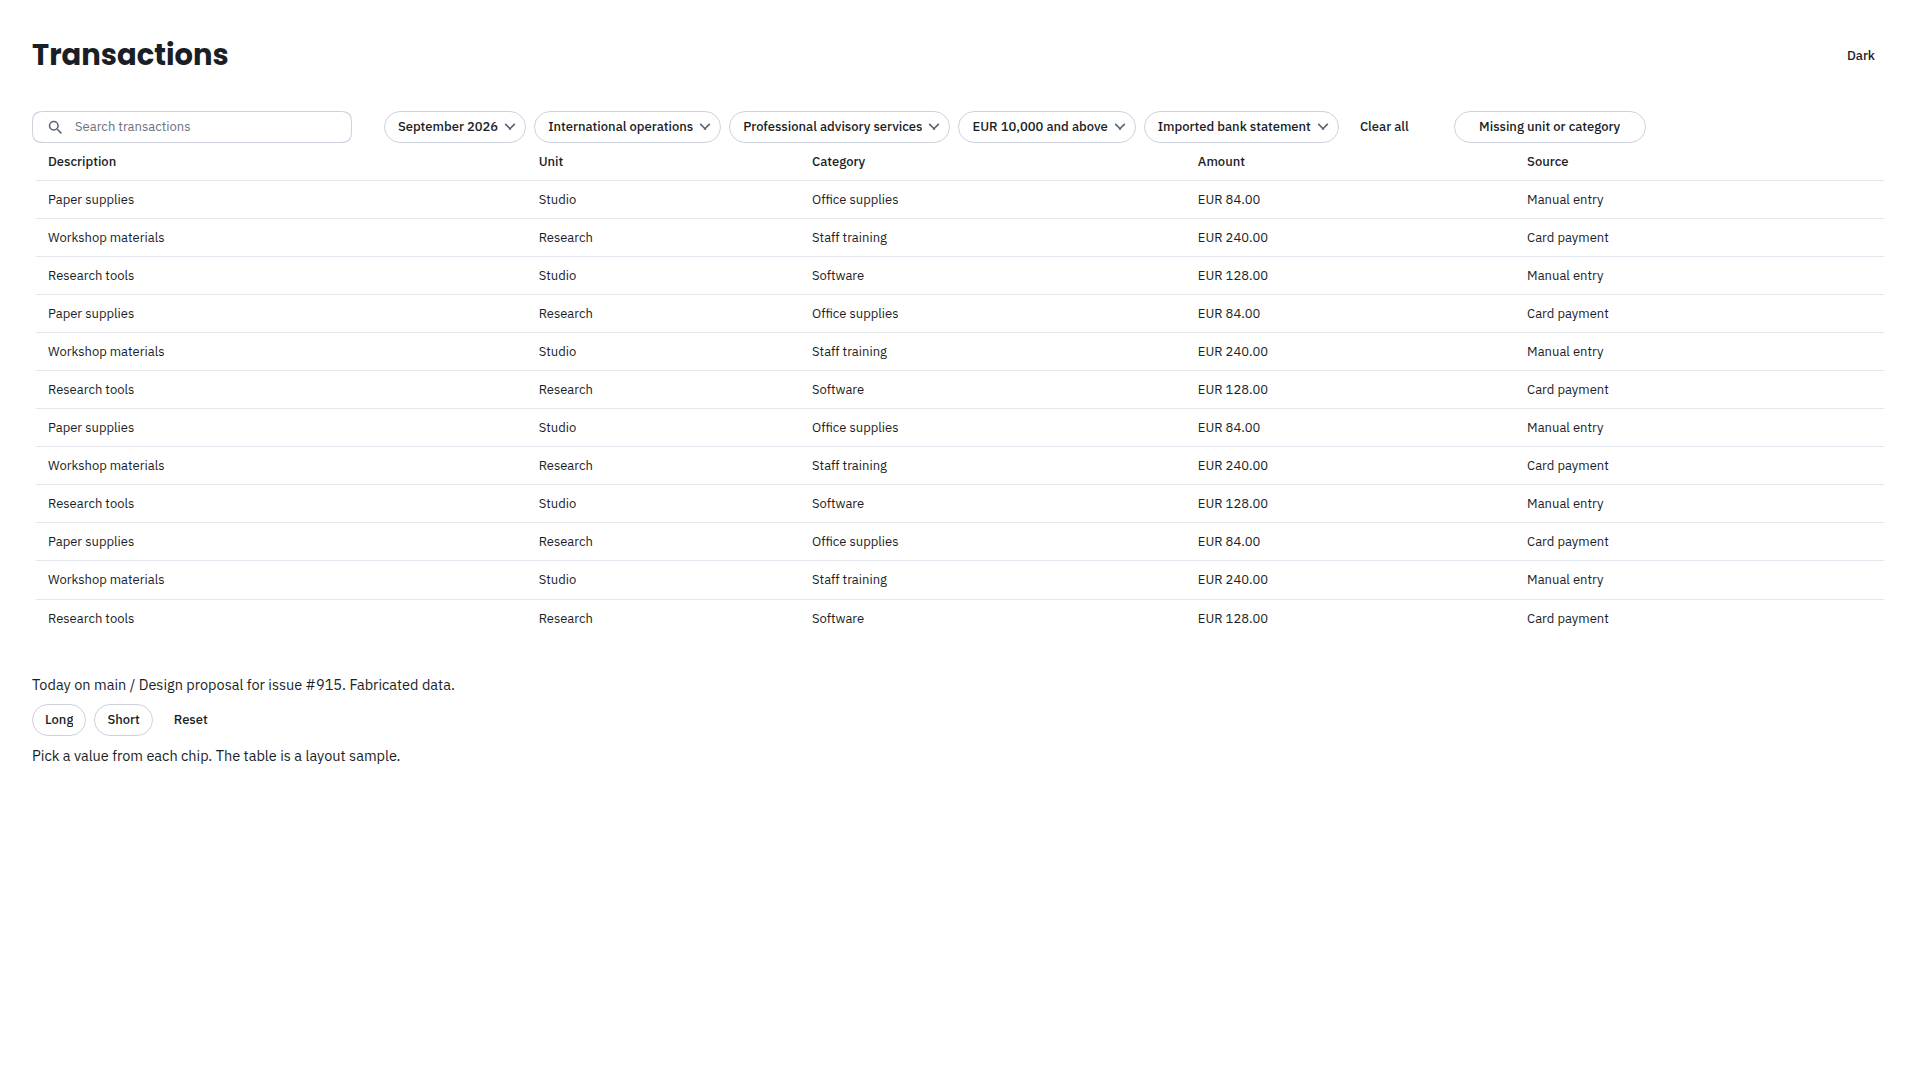 Transactions
Dark
Search transactions September 2026 International operations Professional advisory services EUR 10,000 and above Imported bank statement Clear all Missing unit or category
Description Unit Category Amount Source
Paper supplies Studio Office supplies EUR 84.00 Manual entry
Workshop materials Research Staff training EUR 240.00 Card payment
Research tools Studio Software EUR 128.00 Manual entry
Paper supplies Research Office supplies EUR 84.00 Card payment
Workshop materials Studio Staff training EUR 240.00 Manual entry
Research tools Research Software EUR 128.00 Card payment
Paper supplies Studio Office supplies EUR 84.00 Manual entry
Workshop materials Research Staff training EUR 240.00 Card payment
Research tools Studio Software EUR 128.00 Manual entry
Paper supplies Research Office supplies EUR 84.00 Card payment
Workshop materials Studio Staff training EUR 240.00 Manual entry
Research tools Research Software EUR 128.00 Card payment
Today on main / Design proposal for issue #915. Fabricated data.
Long Short Reset
Pick a value from each chip. The table is a layout sample.